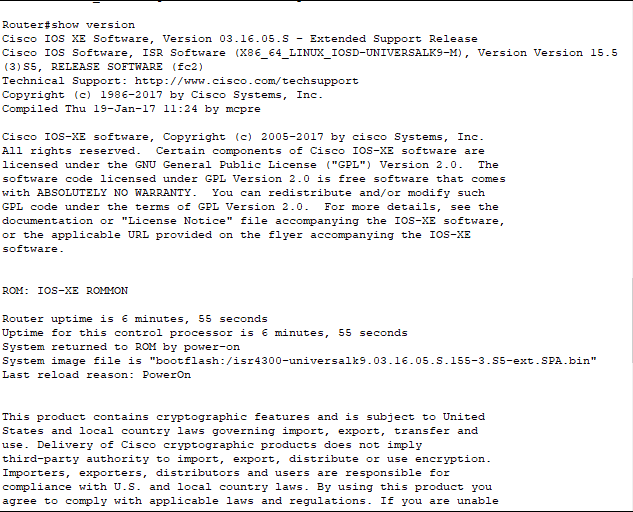 Router#show version
Cisco IOS XE Software, Version 03.16.05.S - Extended Support Release
Cisco IOS Software, ISR Software (X86_64_LINUX_IOSD-UNIVERSALK9-M), Version Version 15.5
(3)S5, RELEASE SOFTWARE (fc2)
Technical Support: http://www.cisco.com/techsupport
Copyright (c) 1986-2017 by Cisco Systems, Inc.
Compiled Thu 19-Jan-17 11:24 by mcpre
Cisco IOS-XE software, Copyright (c) 2005-2017 by cisco Systems, Inc.
All rights reserved.  Certain components of Cisco IOS-XE software are
licensed under the GNU General Public License ("GPL") Version 2.0.  The
software code licensed under GPL Version 2.0 is free software that comes
with ABSOLUTELY NO WARRANTY.  You can redistribute and/or modify such
GPL code under the terms of GPL Version 2.0.  For more details, see the
documentation or "License Notice" file accompanying the IOS-XE software,
or the applicable URL provided on the flyer accompanying the IOS-XE
software.
ROM: IOS-XE ROMMON
Router uptime is 6 minutes, 55 seconds
Uptime for this control processor is 6 minutes, 55 seconds
System returned to ROM by power-on
System image file is "bootflash:/isr4300-universalk9.03.16.05.S.155-3.S5-ext.SPA.bin"
Last reload reason: PowerOn
This product contains cryptographic features and is subject to United
States and local country laws governing import, export, transfer and
use. Delivery of Cisco cryptographic products does not imply
third-party authority to import, export, distribute or use encryption.
Importers, exporters, distributors and users are responsible for
compliance with U.S. and local country laws. By using this product you
agree to comply with applicable laws and regulations. If you are unable